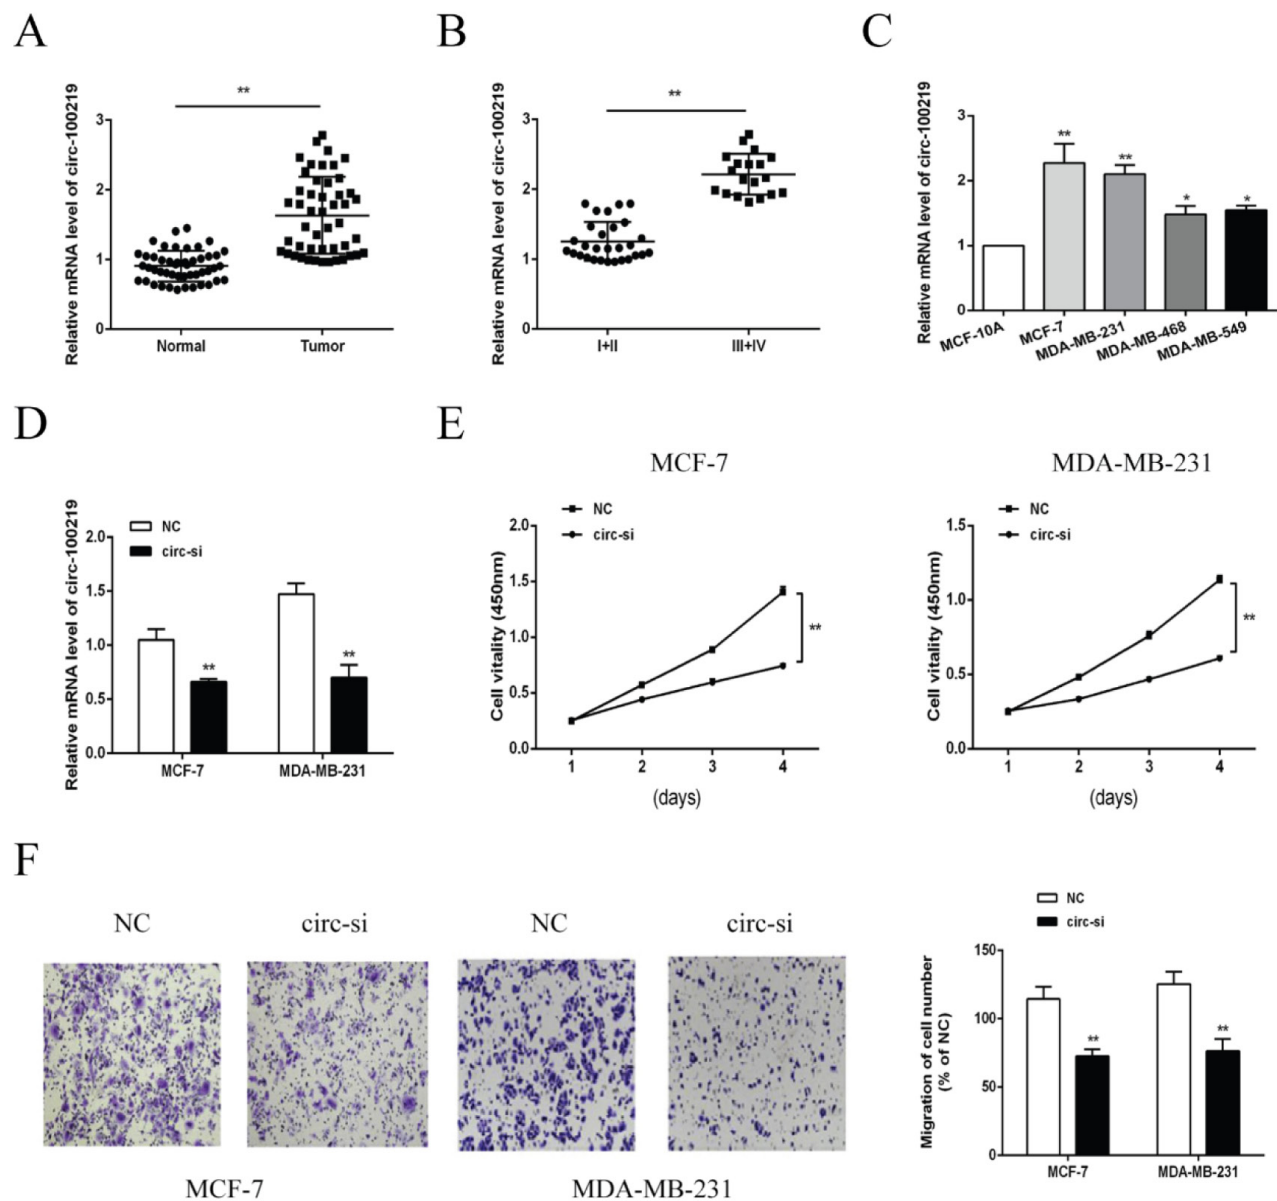 A
Relative mRNA level of circ-100219
3
2
1
0
**
Normal
Tumor
B
Relative mRNA level of circ-100219
3
2
1
0
**
I+II
III+IV
C
Relative mRNA level of circ-100219
3
2
1
0
**
**
*
*
MCF-10A
MCF-7
MDA-MB-231
MDA-MB-468
MDA-MB-549
D
Relative mRNA level of circ-100219
NC
circ-si
2.0
1.5
1.0
0.5
0.0
**
**
MCF-7
MDA-MB-231
E
MCF-7
NC
circ-si
Cell vitality (450nm)
2.0
1.5
1.0
0.5
0.0
**
1
2
3
4
(days)
MDA-MB-231
NC
circ-si
Cell vitality (450nm)
1.5
1.0
0.5
0.0
**
1
2
3
4
(days)
F
NC
circ-si
NC
circ-si
MCF-7
MDA-MB-231
NC
circ-si
Migration of cell number
(% of NC)
150
100
50
0
**
**
MCF-7
MDA-MB-231